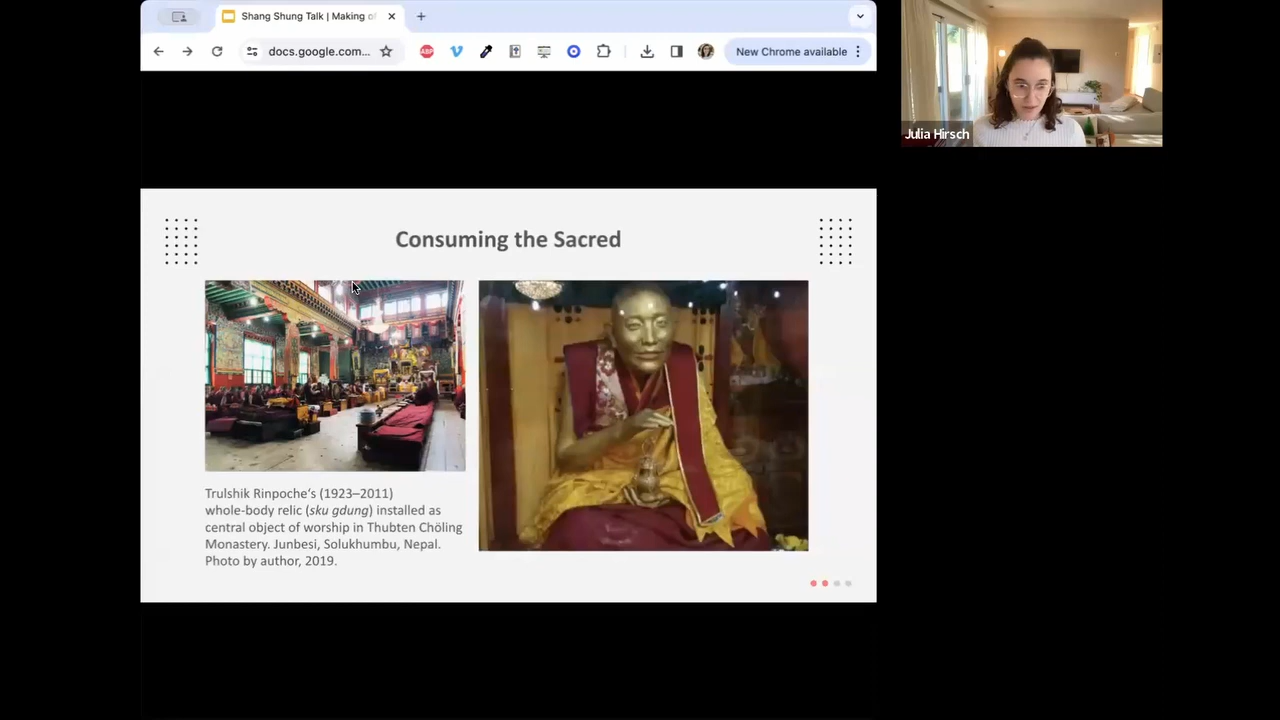 Shang Shung Talk | Making of
docs.google.com...
ABP
New Chrome available
Julia Hirsch
Consuming the Sacred
Trulshik Rinpoche's (1923–2011)
whole-body relic (sku gdung) installed as
central object of worship in Thubten Chöling
Monastery. Junbesi, Solukhumbu, Nepal.
Photo by author, 2019.